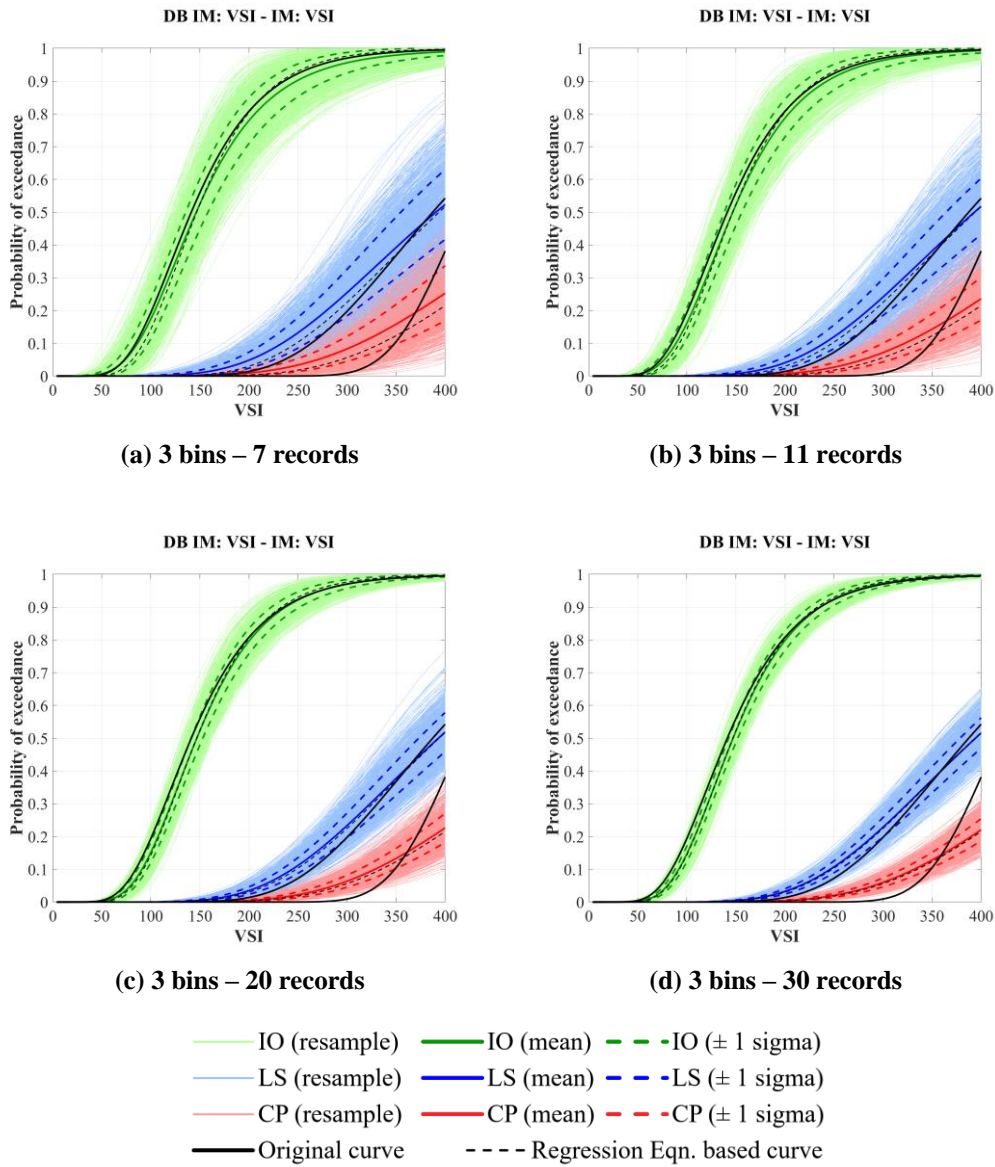 DB IM: VSI - IM: VSI
Probability of exceedance
1
0.9
0.8
0.7
0.6
0.5
0.4
0.3
0.2
0.1
0
0 50 100 150 200 250 300 350 400
VSI
(a) 3 bins – 7 records
DB IM: VSI - IM: VSI
Probability of exceedance
1
0.9
0.8
0.7
0.6
0.5
0.4
0.3
0.2
0.1
0
0 50 100 150 200 250 300 350 400
VSI
(b) 3 bins – 11 records
DB IM: VSI - IM: VSI
Probability of exceedance
1
0.9
0.8
0.7
0.6
0.5
0.4
0.3
0.2
0.1
0
0 50 100 150 200 250 300 350 400
VSI
(c) 3 bins – 20 records
DB IM: VSI - IM: VSI
Probability of exceedance
1
0.9
0.8
0.7
0.6
0.5
0.4
0.3
0.2
0.1
0
0 50 100 150 200 250 300 350 400
VSI
(d) 3 bins – 30 records
IO (resample) IO (mean) IO (± 1 sigma)
LS (resample) LS (mean) LS (± 1 sigma)
CP (resample) CP (mean) CP (± 1 sigma)
Original curve Regression Eqn. based curve